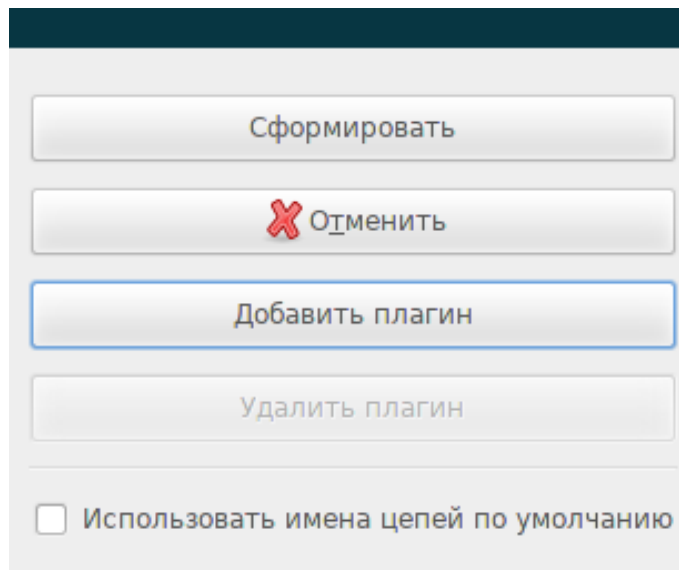 Сформировать
Отменить
Добавить плагин
Удалить плагин
Использовать имена цепей по умолчанию